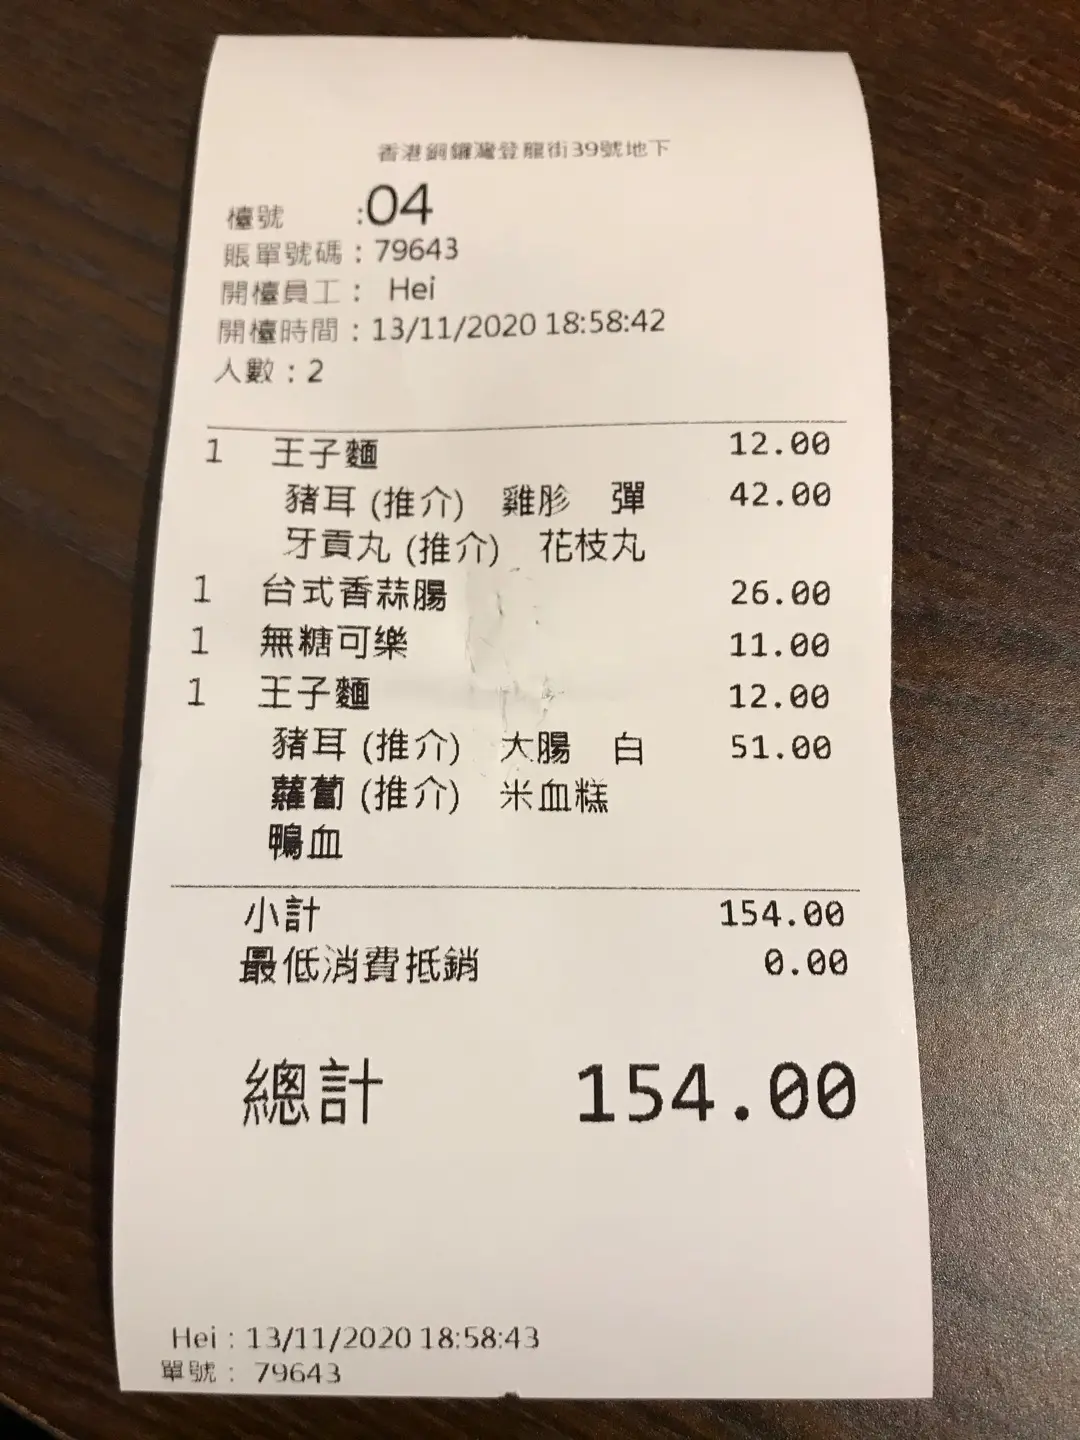 香港銅鑼灣登龍街39號地下
檯號 :04
賬單號碼：79643
開檯員工： Hei
開檯時間：13/11/2020 18:58:42
人數：2
1 王子麵 12.00
豬耳 (推介) 雞胗 彈 42.00
牙貢丸 (推介) 花枝丸
1 台式香蒜腸 26.00
1 無糖可樂 11.00
1 王子麵 12.00
豬耳 (推介) 大腸 白 51.00
蘿蔔 (推介) 米血糕
鴨血
小計 154.00
最低消費抵銷 0.00
總計 154.00
Hei : 13/11/2020 18:58:43
單號： 79643